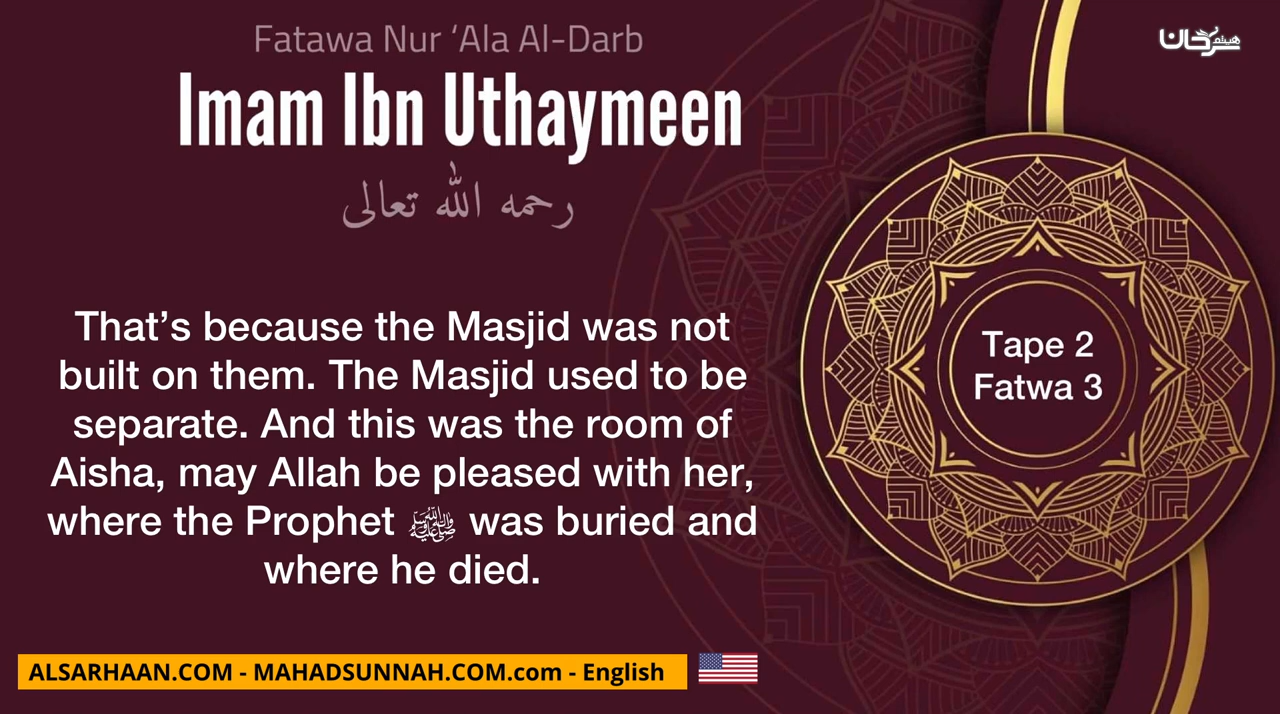 Fatawa Nur ‘Ala Al-Darb
هيثم سرحان
Imam Ibn Uthaymeen
رحمه الله تعالى
That’s because the Masjid was not
built on them. The Masjid used to be
separate. And this was the room of
Aisha, may Allah be pleased with her,
where the Prophet ﷺ was buried and
where he died.
Tape 2
Fatwa 3
ALSARHAAN.COM - MAHADSUNNAH.COM.com - English